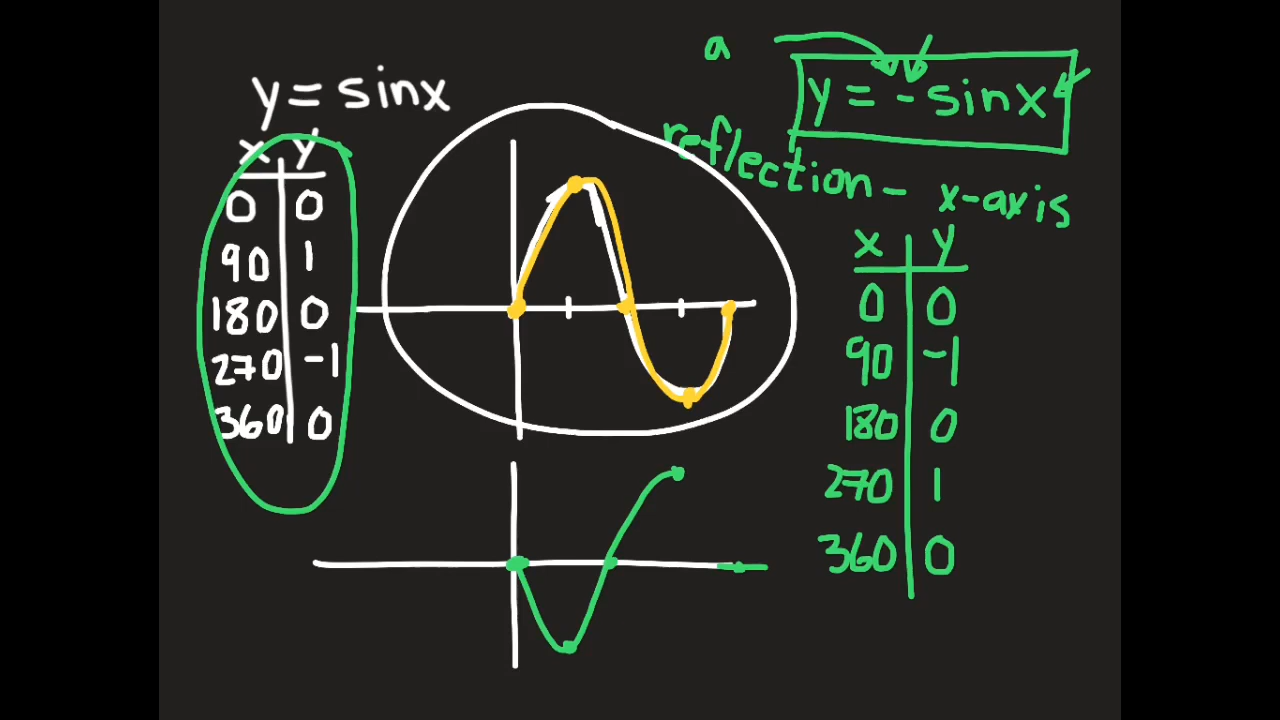 y = sinx
x y
0 0
90 1
180 0
270 -1
360 0
a
y = -sinx
reflection - x-axis
x y
0 0
90 -1
180 0
270 1
360 0